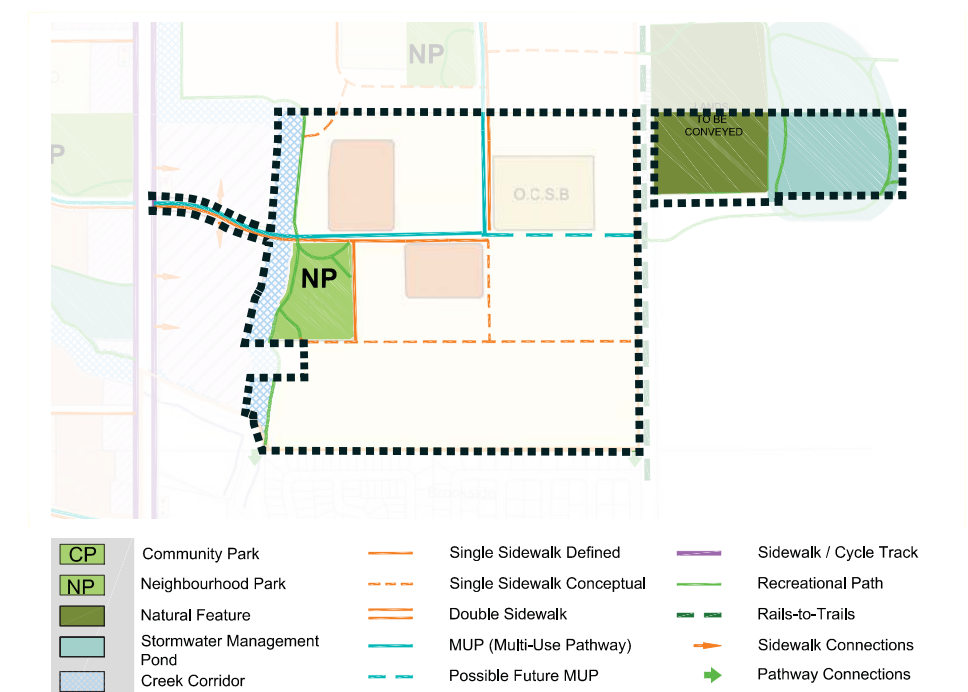 NP
LANDS
TO BE
CONVEYED
P
O.C.S.B
NP
CP Community Park
NP Neighbourhood Park
Natural Feature
Stormwater Management
Pond
Creek Corridor
Single Sidewalk Defined
Single Sidewalk Conceptual
Double Sidewalk
MUP (Multi-Use Pathway)
Possible Future MUP
Sidewalk / Cycle Track
Recreational Path
Rails-to-Trails
Sidewalk Connections
Pathway Connections